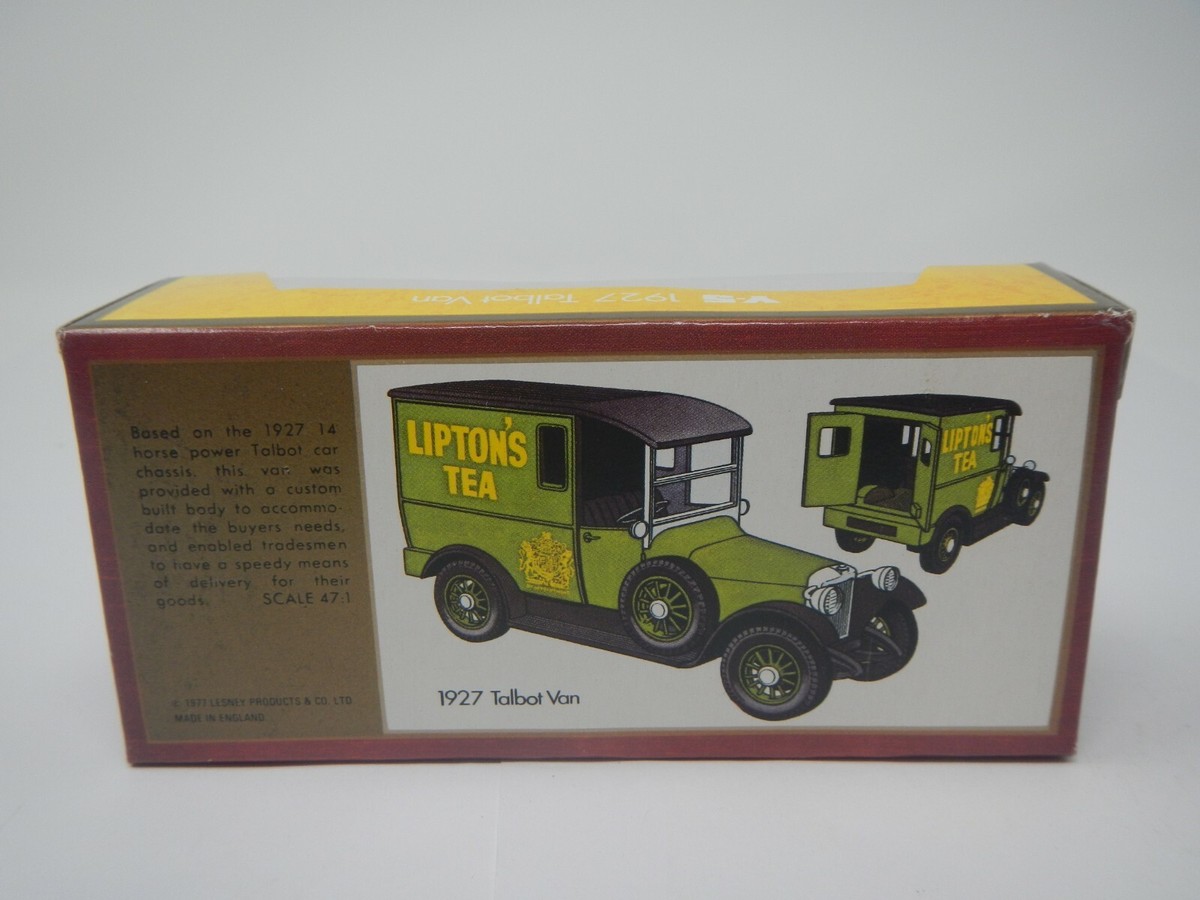 Y-5 1927 Talbot Van
Based on the 1927 14
horse power Talbot car
chassis, this van was
provided with a custom
built body to accommo-
date the buyers needs,
and enabled tradesmen
to have a speedy means
of delivery for their
goods. SCALE 47:1
© 1977 LESNEY PRODUCTS & CO. LTD
MADE IN ENGLAND
LIPTON'S
TEA
LIPTON'S
TEA
1927 Talbot Van